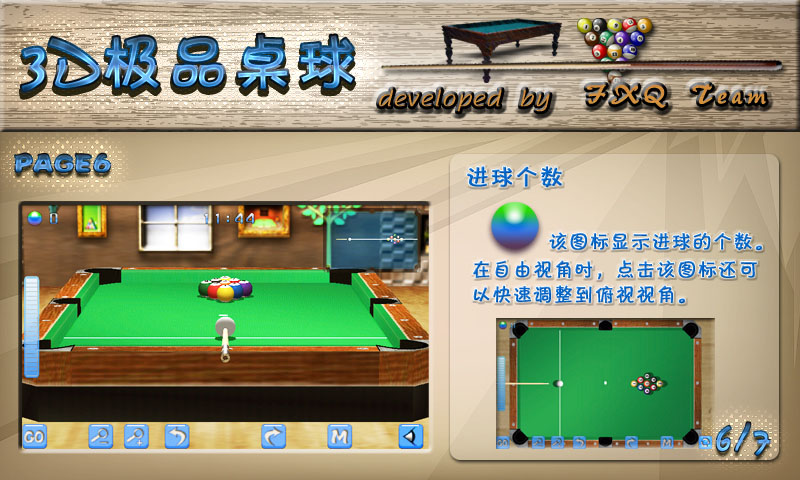 3D极品桌球
developed by FXQ Team
PAGE6
11:44
GO
M
进球个数
该图标显示进球的个数。
在自由视角时，点击该图标还可
以快速调整到俯视视角。
6/7